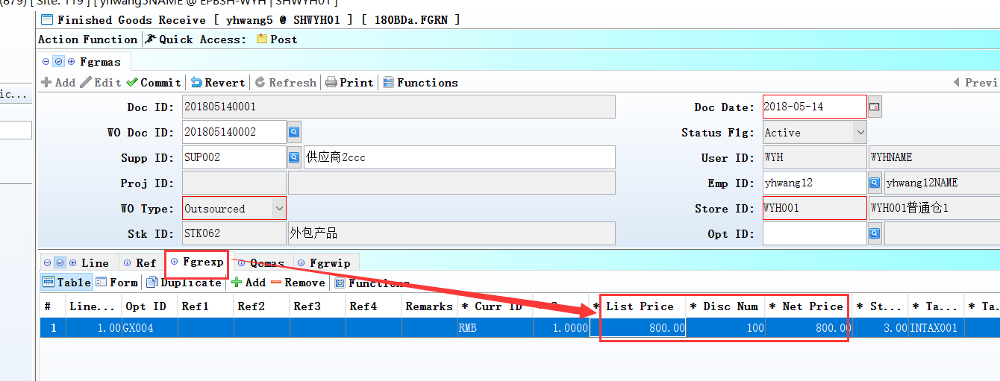 (879) [ Site: 119 ] [ yhwang5NAME @ EPBSH-WYH | SHWYH01 ]
Finished Goods Receive [ yhwang5 @ SHWYH01 ] [ 180BDa.FGRN ]
Action Function Quick Access: Post
Fgrmas
Add Edit Commit Revert Refresh Print Functions Previ
ic...
Doc ID: 201805140001 Doc Date: 2018-05-14
WO Doc ID: 201805140002 Status Flg: Active
Supp ID: SUP002 供应商2ccc User ID: WYH WYHNAME
Proj ID: Emp ID: yhwang12 yhwang12NAME
WO Type: Outsourced Store ID: WYH001 WYH001普通仓1
Stk ID: STK062 外包产品 Opt ID:
Line Ref Fgrexp Qcmas Fgrwip
Table Form Duplicate Add Remove Functions
# Line... Opt ID Ref1 Ref2 Ref3 Ref4 Remarks * Curr ID * List Price * Disc Num * Net Price * St... * Ta... * Ta.
1 1.00 GX004 RMB 1.0000 800.00 100 800.00 3.00 INTAX001